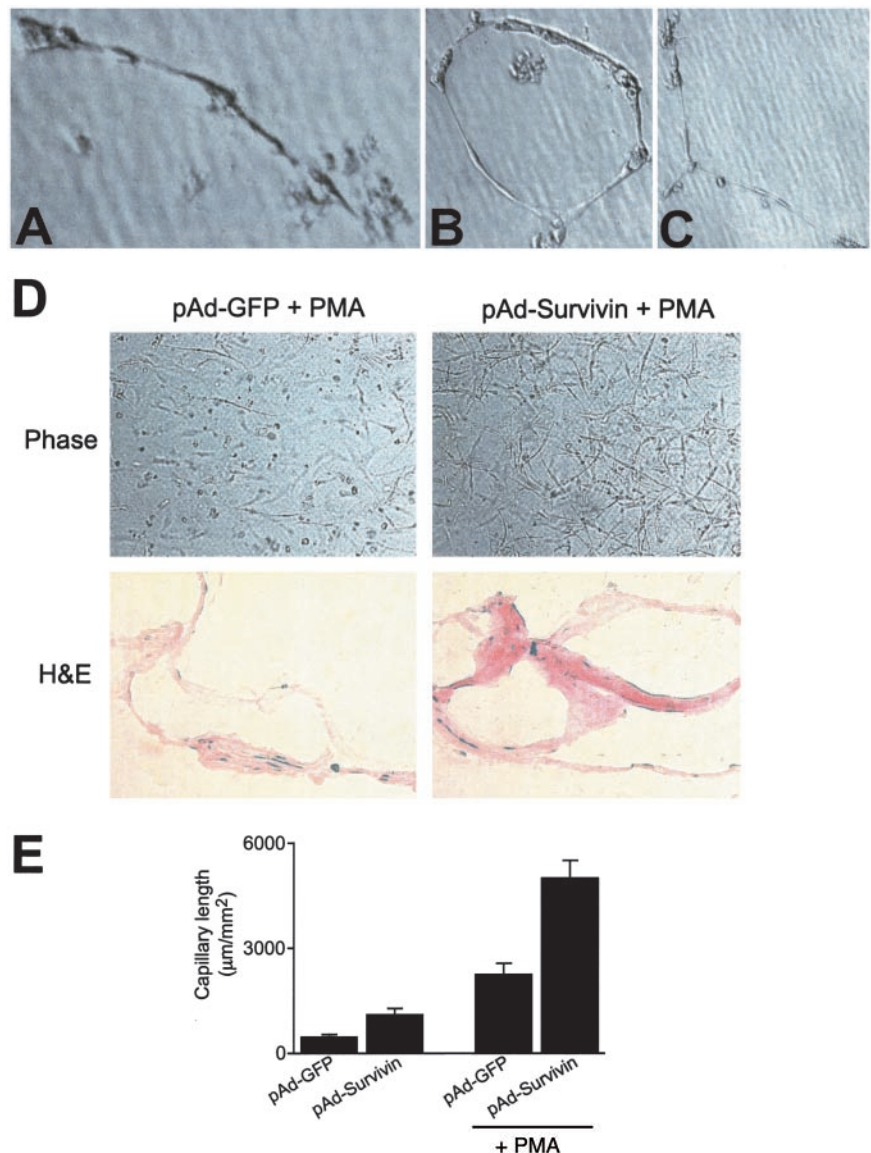 A
B
C
D
pAd-GFP + PMA
pAd-Survivin + PMA
Phase
H&E
E
Capillary length
(μm/mm²)
6000
3000
0
pAd-GFP
pAd-Survivin
pAd-GFP
pAd-Survivin
+ PMA